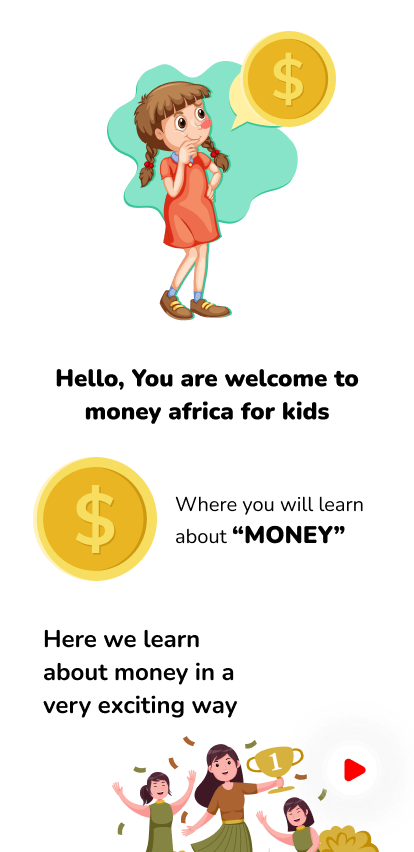 $
Hello, You are welcome to
money africa for kids
$
Where you will learn
about “MONEY”
Here we learn
about money in a
very exciting way
1